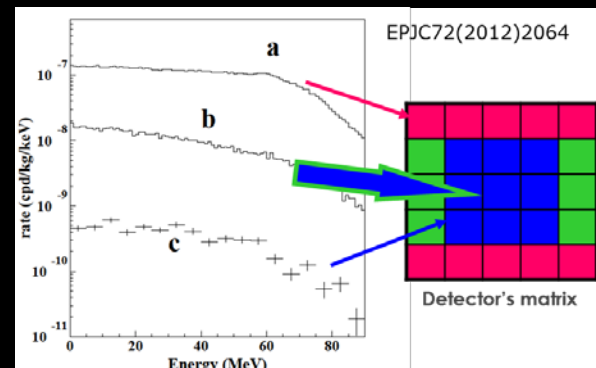 EPJC72(2012)2064
a
b
c
rate (cpd/kg/keV)
10 -7
10 -8
10 -9
10 -10
10 -11
0
20
40
60
80
Energy (MeV)
Detector's matrix